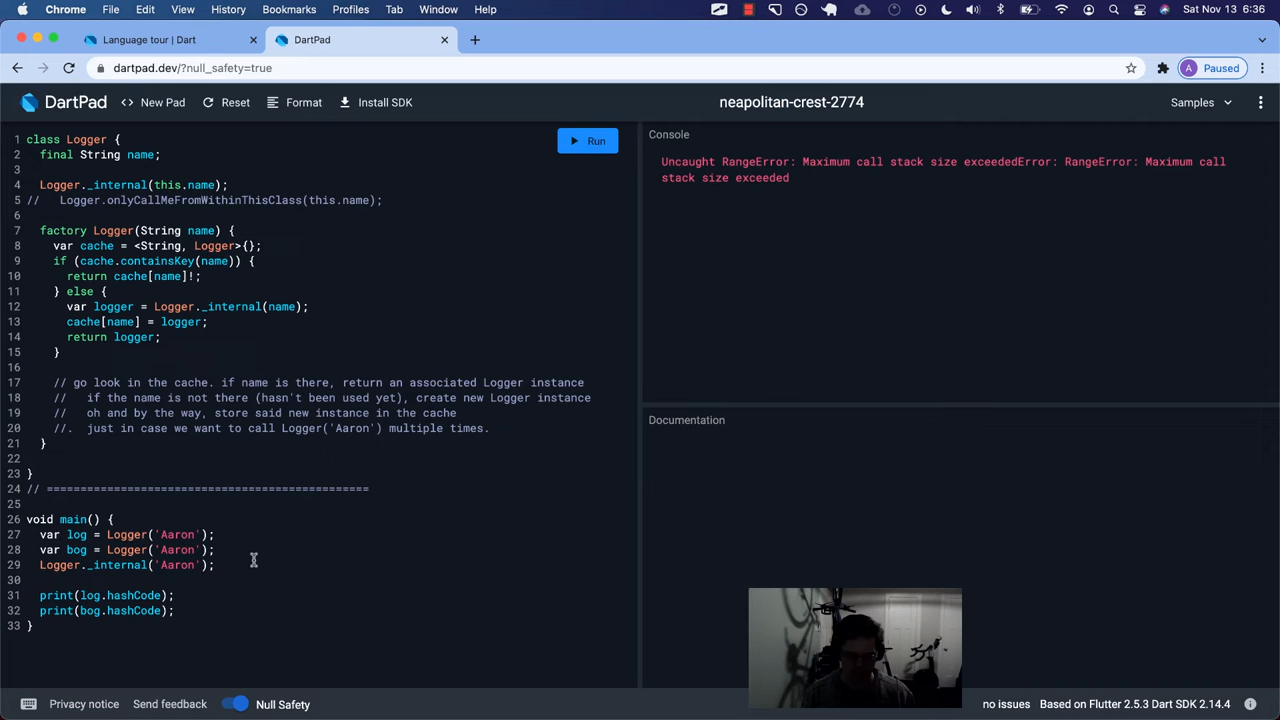 Chrome File Edit View History Bookmarks Profiles Tab Window Help Sat Nov 13 6:36
Language tour | Dart
DartPad
dartpad.dev/?null_safety=true
A Paused
DartPad
<> New Pad
Reset
Format
Install SDK
neapolitan-crest-2774
Samples
Run
1 class Logger {
2 final String name;
3
4 Logger._internal(this.name);
5 // Logger.onlyCallMeFromWithinThisClass(this.name);
6
7 factory Logger(String name) {
8 var cache = <String, Logger>{};
9 if (cache.containsKey(name)) {
10 return cache[name]!;
11 } else {
12 var logger = Logger._internal(name);
13 cache[name] = logger;
14 return logger;
15 }
16
17 // go look in the cache. if name is there, return an associated Logger instance
18 // if the name is not there (hasn't been used yet), create new Logger instance
19 // oh and by the way, store said new instance in the cache
20 //. just in case we want to call Logger('Aaron') multiple times.
21 }
22
23 }
24 // ================================================
25
26 void main() {
27 var log = Logger('Aaron');
28 var bog = Logger('Aaron');
29 Logger._internal('Aaron');
30
31 print(log.hashCode);
32 print(bog.hashCode);
33 }
Console
Uncaught RangeError: Maximum call stack size exceededError: RangeError: Maximum call
stack size exceeded
Documentation
Privacy notice
Send feedback
Null Safety
no issues
Based on Flutter 2.5.3 Dart SDK 2.14.4